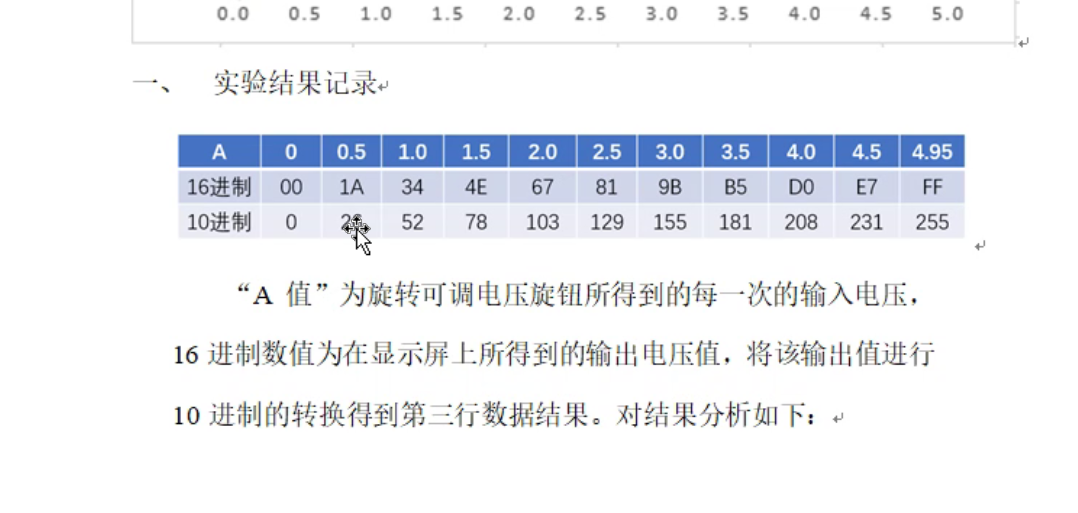 0.0 0.5 1.0 1.5 2.0 2.5 3.0 3.5 4.0 4.5 5.0
一、 实验结果记录
A 0 0.5 1.0 1.5 2.0 2.5 3.0 3.5 4.0 4.5 4.95
16进制 00 1A 34 4E 67 81 9B B5 D0 E7 FF
10进制 0 52 78 103 129 155 181 208 231 255
“A 值”为旋转可调电压旋钮所得到的每一次的输入电压，
16 进制数值为在显示屏上所得到的输出电压值，将该输出值进行
10 进制的转换得到第三行数据结果。对结果分析如下：